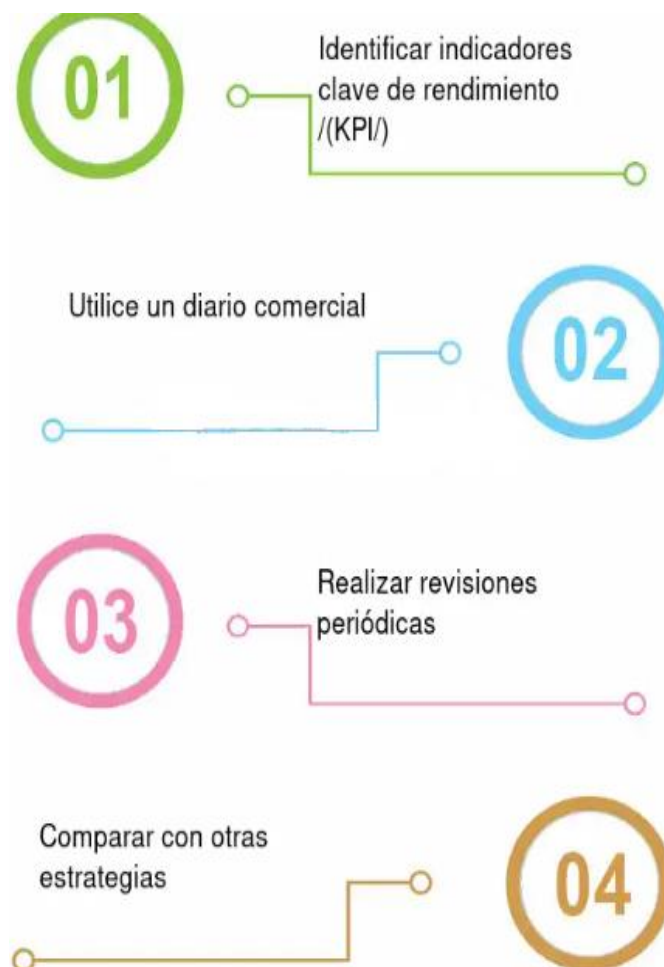 01
Identificar indicadores
clave de rendimiento
/(KPI/)
Utilice un diario comercial
02
03
Realizar revisiones
periódicas
Comparar con otras
estrategias
04